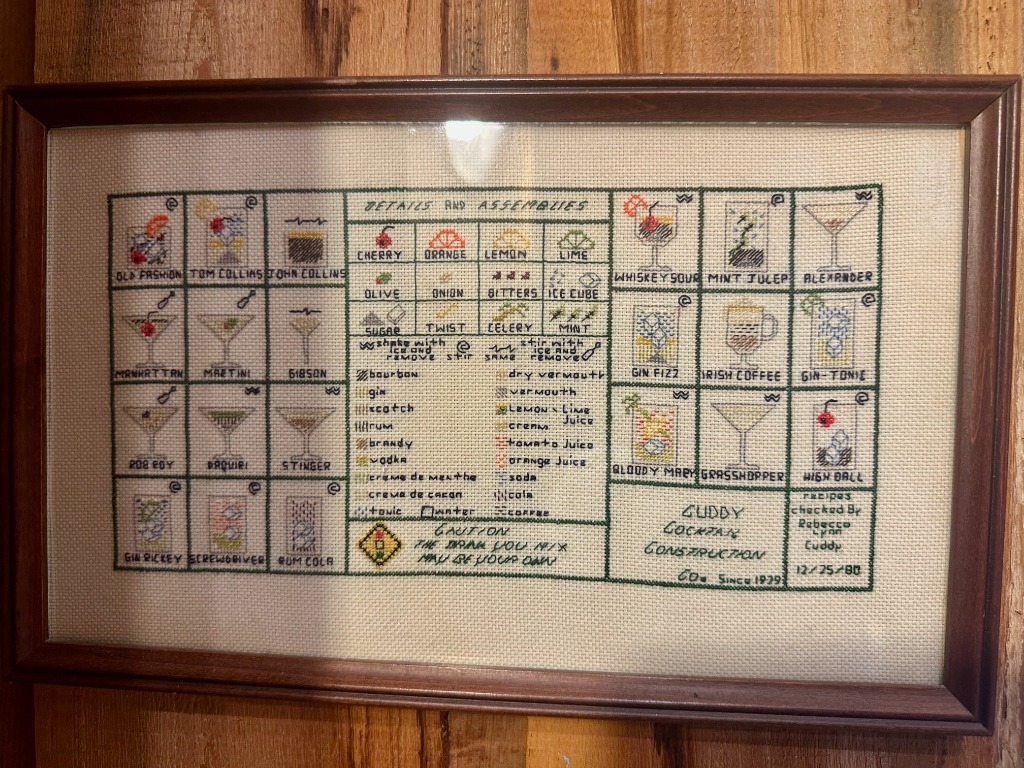 OLD FASHION TOM COLLINS JOHN COLLINS
MANHATTAN MARTINI GIBSON
ROB ROY DAQUIRI STINGER
GIN RICKEY SCREWDRIVER RUM COLA
DETAILS AND ASSEMBLIES
CHERRY ORANGE LEMON LIME
OLIVE ONION BITTERS ICE CUBE
SUGAR TWIST CELERY MINT
shake with ice and remove
stir
same
stir with ice and remove
bourbon
gin
scotch
rum
brandy
vodka
creme de menthe
creme de cacao
tonic water
dry vermouth
vermouth
LEMON-Lime Juice
cream
tomato Juice
orange Juice
soda
cola
coffee
CAUTION
THE DRINK YOU MIX
MAY BE YOUR OWN
WHISKEY SOUR MINT JULEP ALEXANDER
GIN FIZZ IRISH COFFEE GIN-TONIC
BLOODY MARY GRASSHOPPER HIGH BALL
CUDDY
COCKTAIL
CONSTRUCTION
CO. SINCE 1979
recipes
checked By
Rebecca
Lynn
Cuddy
12/25/80